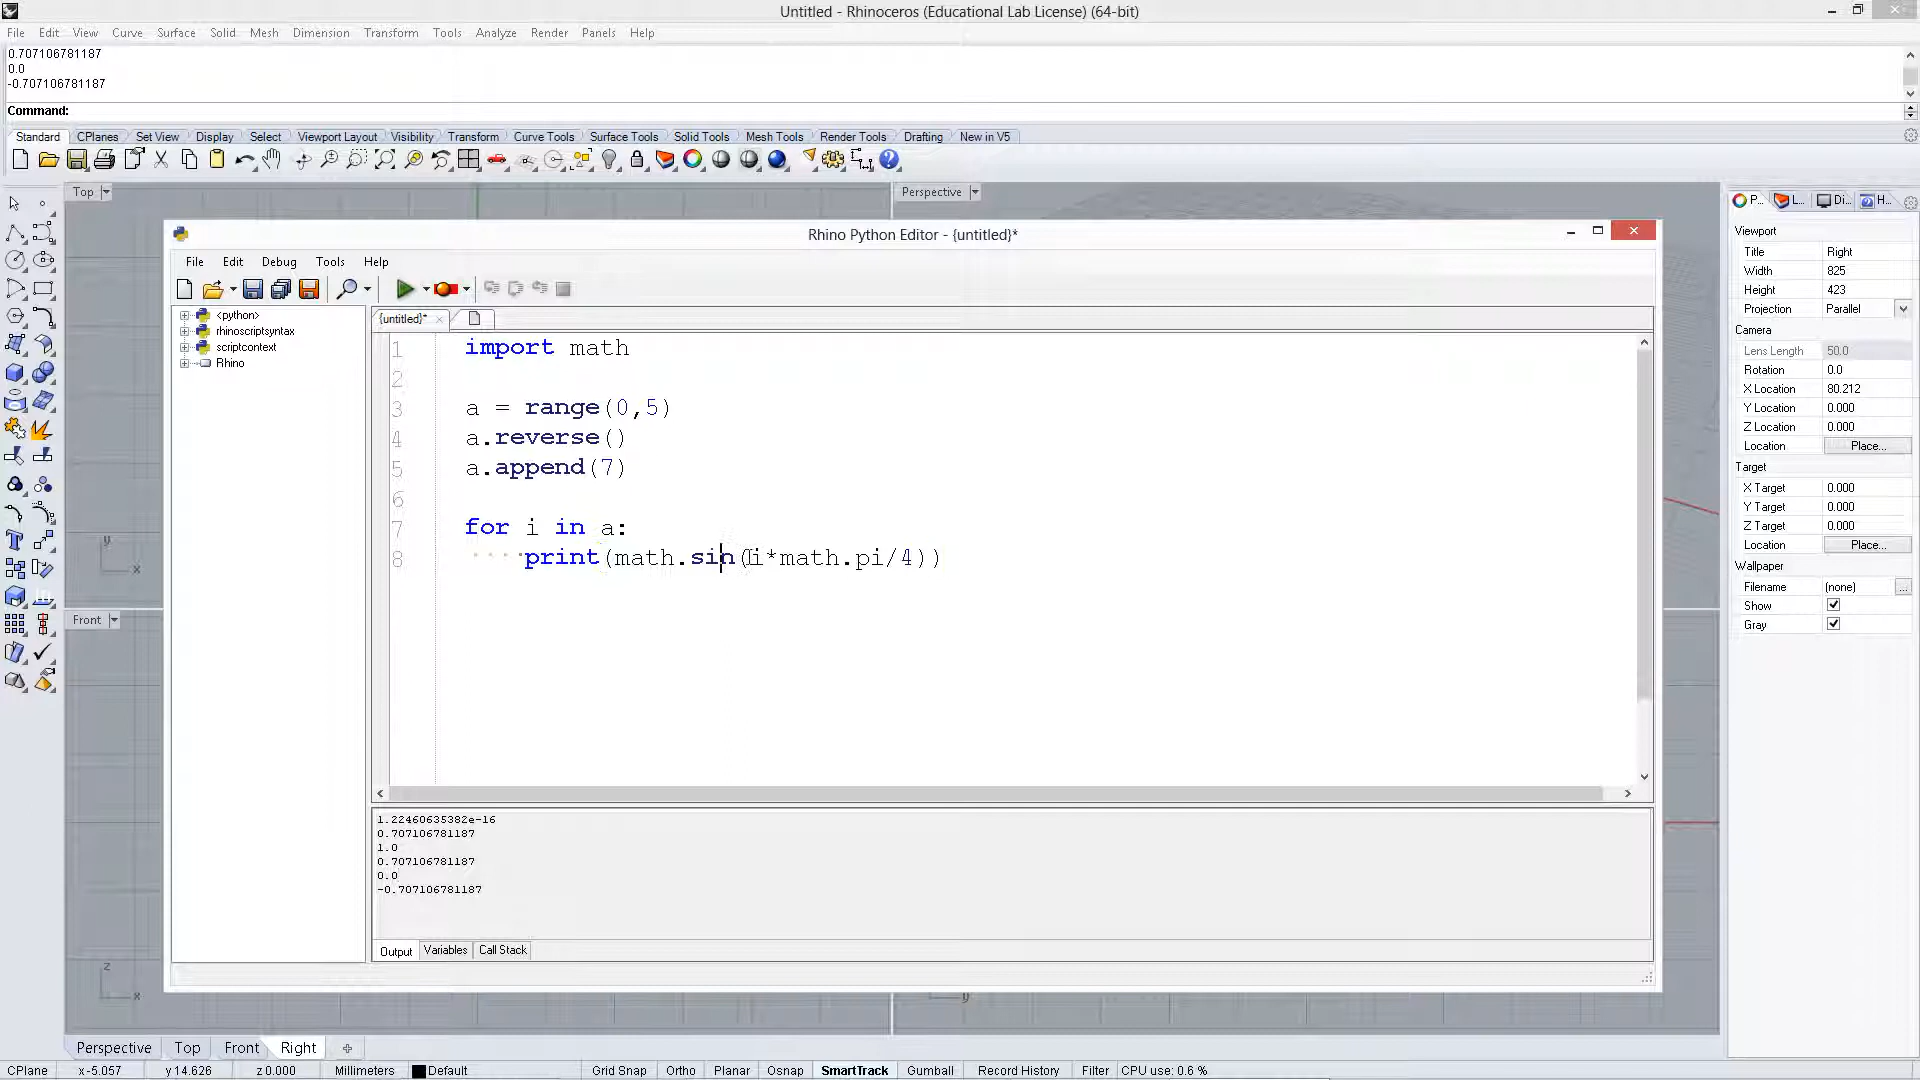 Untitled - Rhinoceros (Educational Lab License) (64-bit)
File Edit View Curve Surface Solid Mesh Dimension Transform Tools Analyze Render Panels Help
0.707106781187
0.0
-0.707106781187
Command:
Standard CPlanes Set View Display Select Viewport Layout Visibility Transform Curve Tools Surface Tools Solid Tools Mesh Tools Render Tools Drafting New in V5
Top
Perspective
P... L... Di... H...
Viewport
Title Right
Width 825
Height 423
Projection Parallel
Camera
Lens Length 50.0
Rotation 0.0
X Location 80.212
Y Location 0.000
Z Location 0.000
Location Place...
Target
X Target 0.000
Y Target 0.000
Z Target 0.000
Location Place...
Wallpaper
Filename (none) ...
Show
Gray
Rhino Python Editor - {untitled}*
File Edit Debug Tools Help
<python>
rhinoscriptsyntax
scriptcontext
Rhino
{untitled}*
1 import math
2
3 a = range(0,5)
4 a.reverse()
5 a.append(7)
6
7 for i in a:
8 print(math.sin(i*math.pi/4))
1.22460635382e-16
0.707106781187
1.0
0.707106781187
0.0
-0.707106781187
Output Variables Call Stack
y
x
Front
z
x
y
Perspective Top Front Right
CPlane x -5.057 y 14.626 z 0.000 Millimeters Default Grid Snap Ortho Planar Osnap SmartTrack Gumball Record History Filter CPU use: 0.6 %